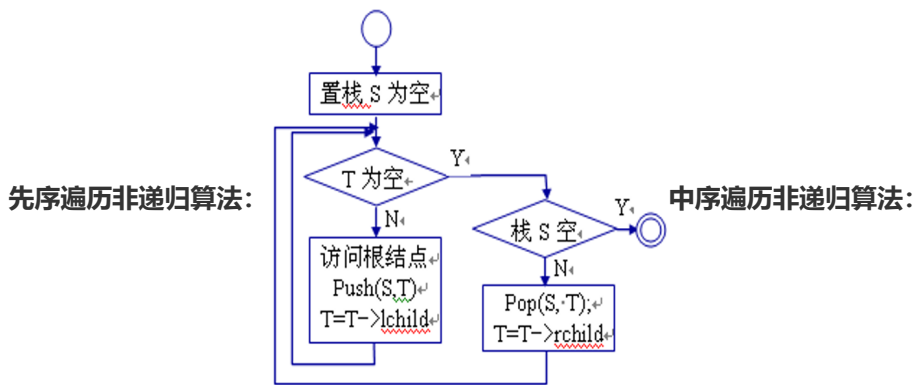 先序遍历非递归算法：
置栈 S 为空
T 为空
Y
N
访问根结点
Push(S,T)
T=T->lchild
栈 S 空
Y
N
Pop(S,·T);
T=T->rchild
中序遍历非递归算法：